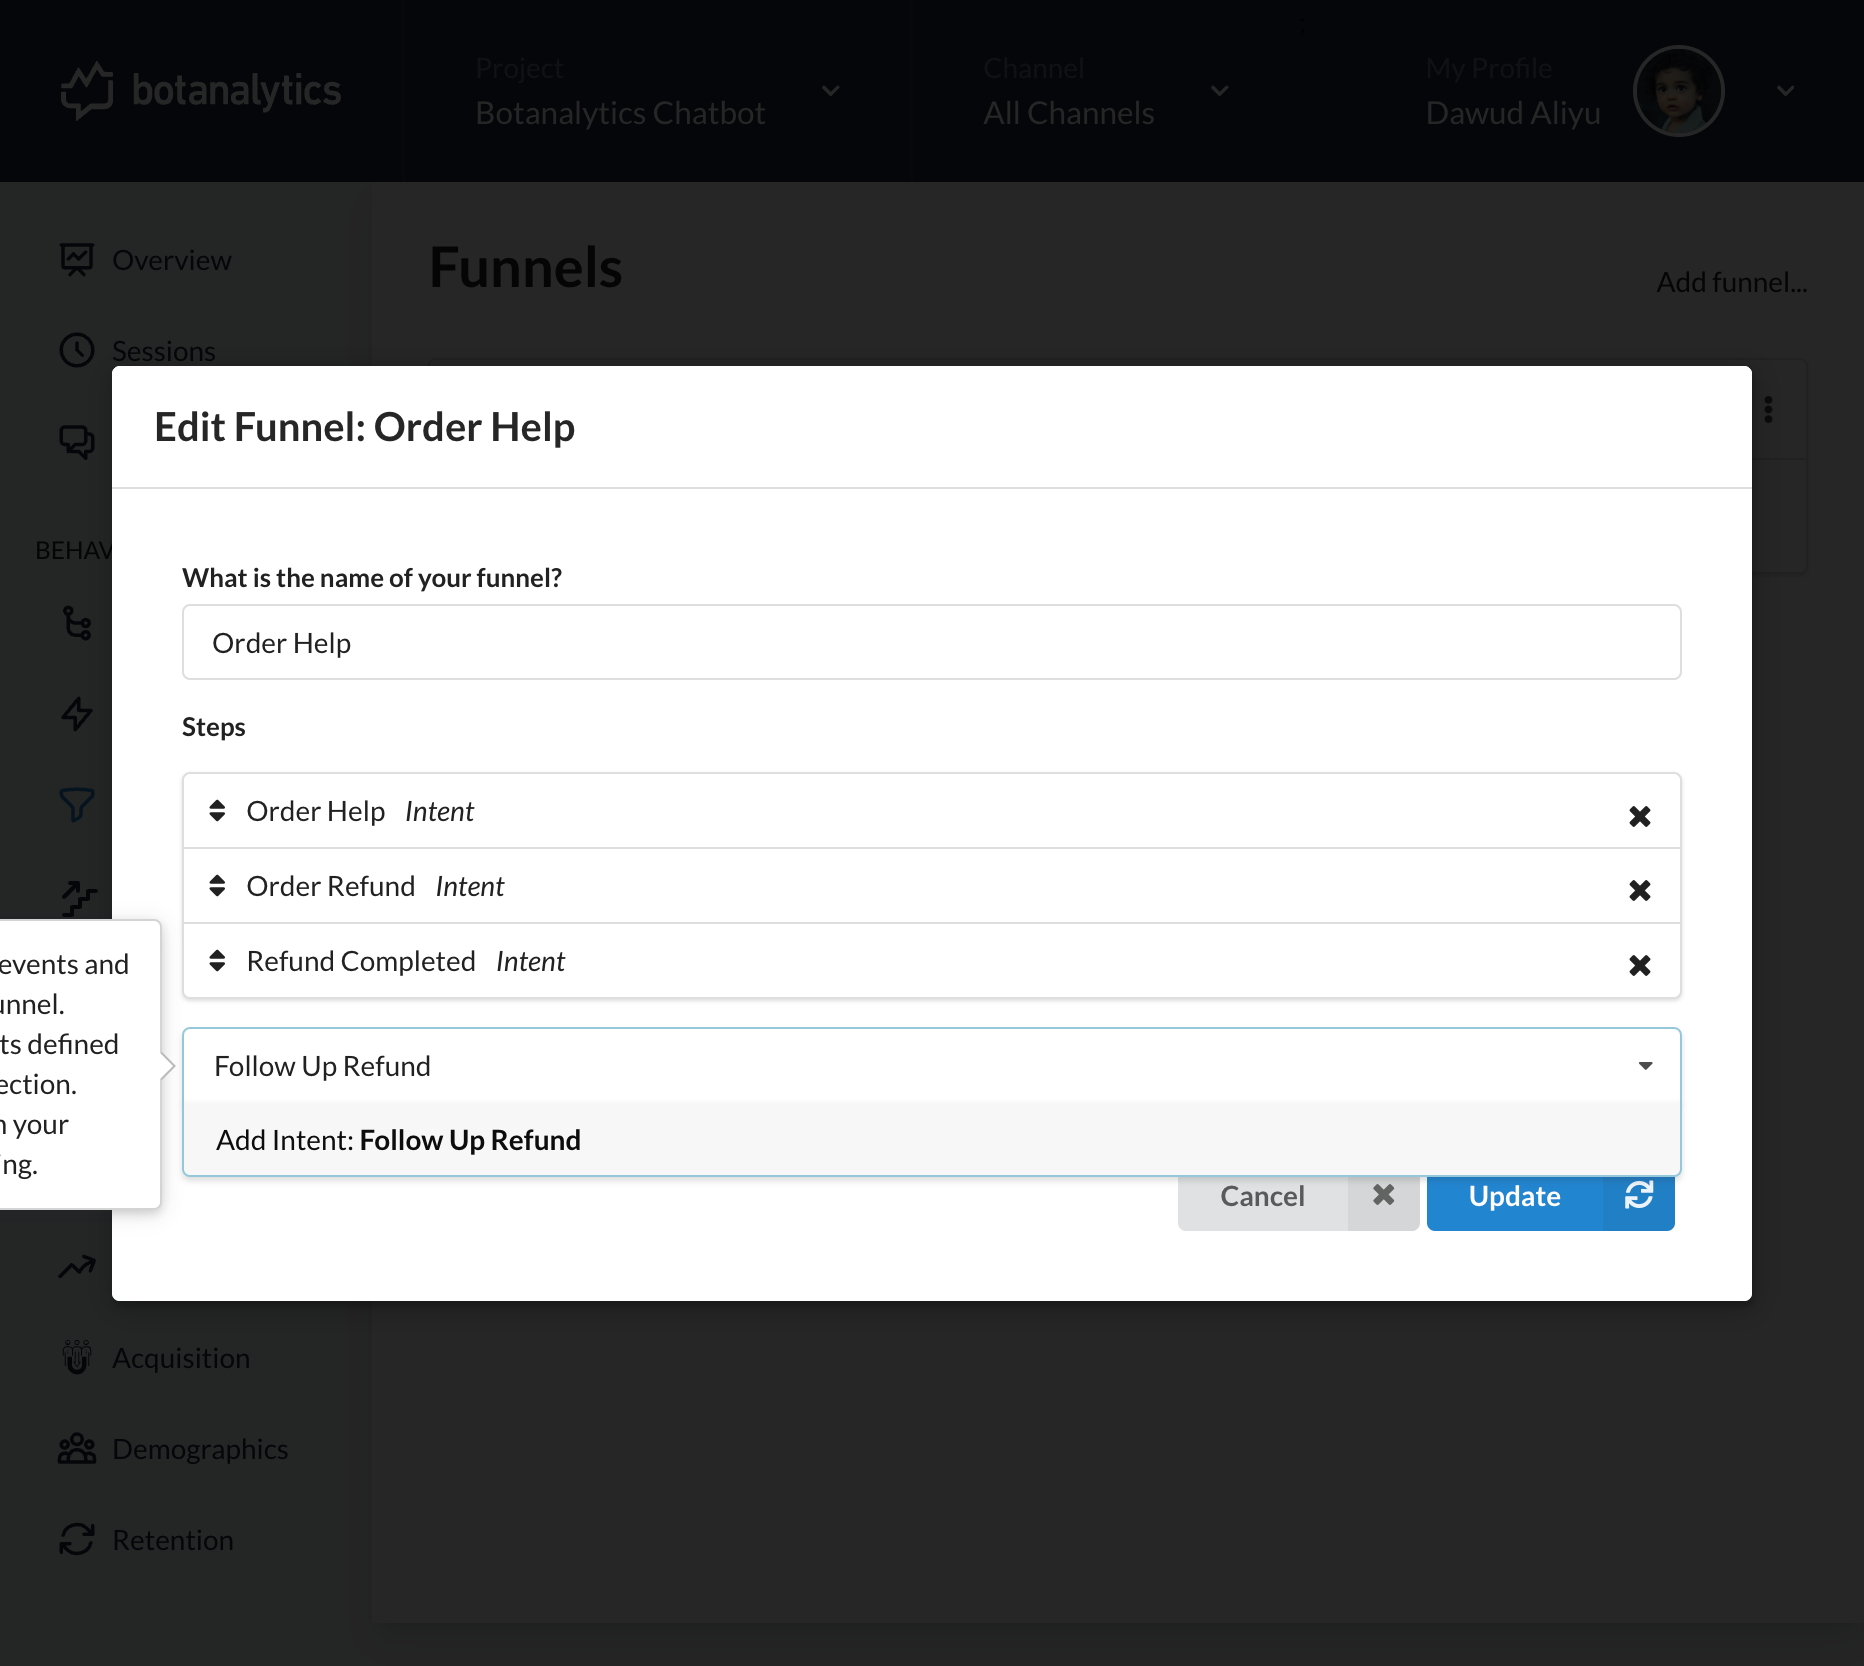 botanalytics
Project
Botanalytics Chatbot
Channel
All Channels
My Profile
Dawud Aliyu
Overview
Sessions
Funnels
Add funnel...
Edit Funnel: Order Help
BEHAV
What is the name of your funnel?
Order Help
Steps
Order Help Intent
Order Refund Intent
Refund Completed Intent
events and
unnel.
ts defined
ection.
your
ing.
Follow Up Refund
Add Intent: Follow Up Refund
Cancel
Update
Acquisition
Demographics
Retention